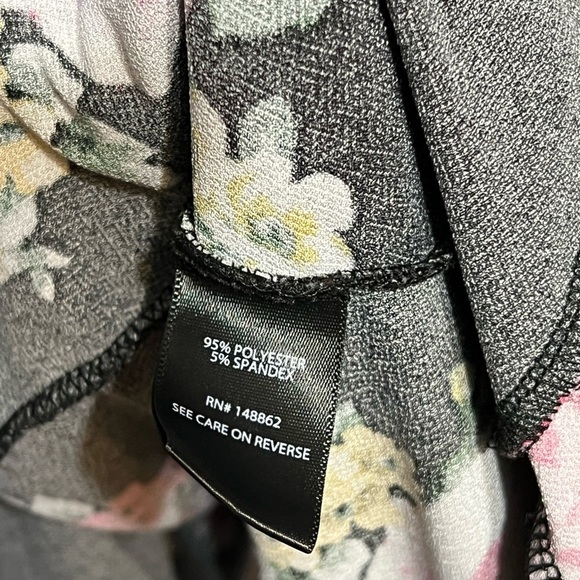 95% POLYESTER
5% SPANDEX
RN# 148862
SEE CARE ON REVERSE